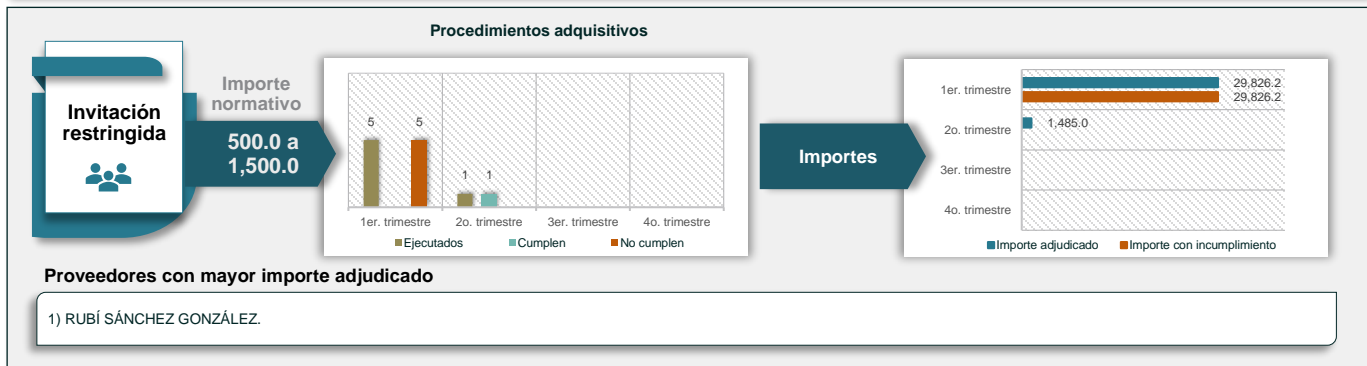 Procedimientos adquisitivos
Invitación
restringida
Importe
normativo
500.0 a
1,500.0
5
5
1
1
1er. trimestre
2o. trimestre
3er. trimestre
4o. trimestre
Ejecutados
Cumplen
No cumplen
Importes
1er. trimestre
29,826.2
29,826.2
2o. trimestre
1,485.0
3er. trimestre
4o. trimestre
Importe adjudicado
Importe con incumplimiento
Proveedores con mayor importe adjudicado
1) RUBÍ SÁNCHEZ GONZÁLEZ.